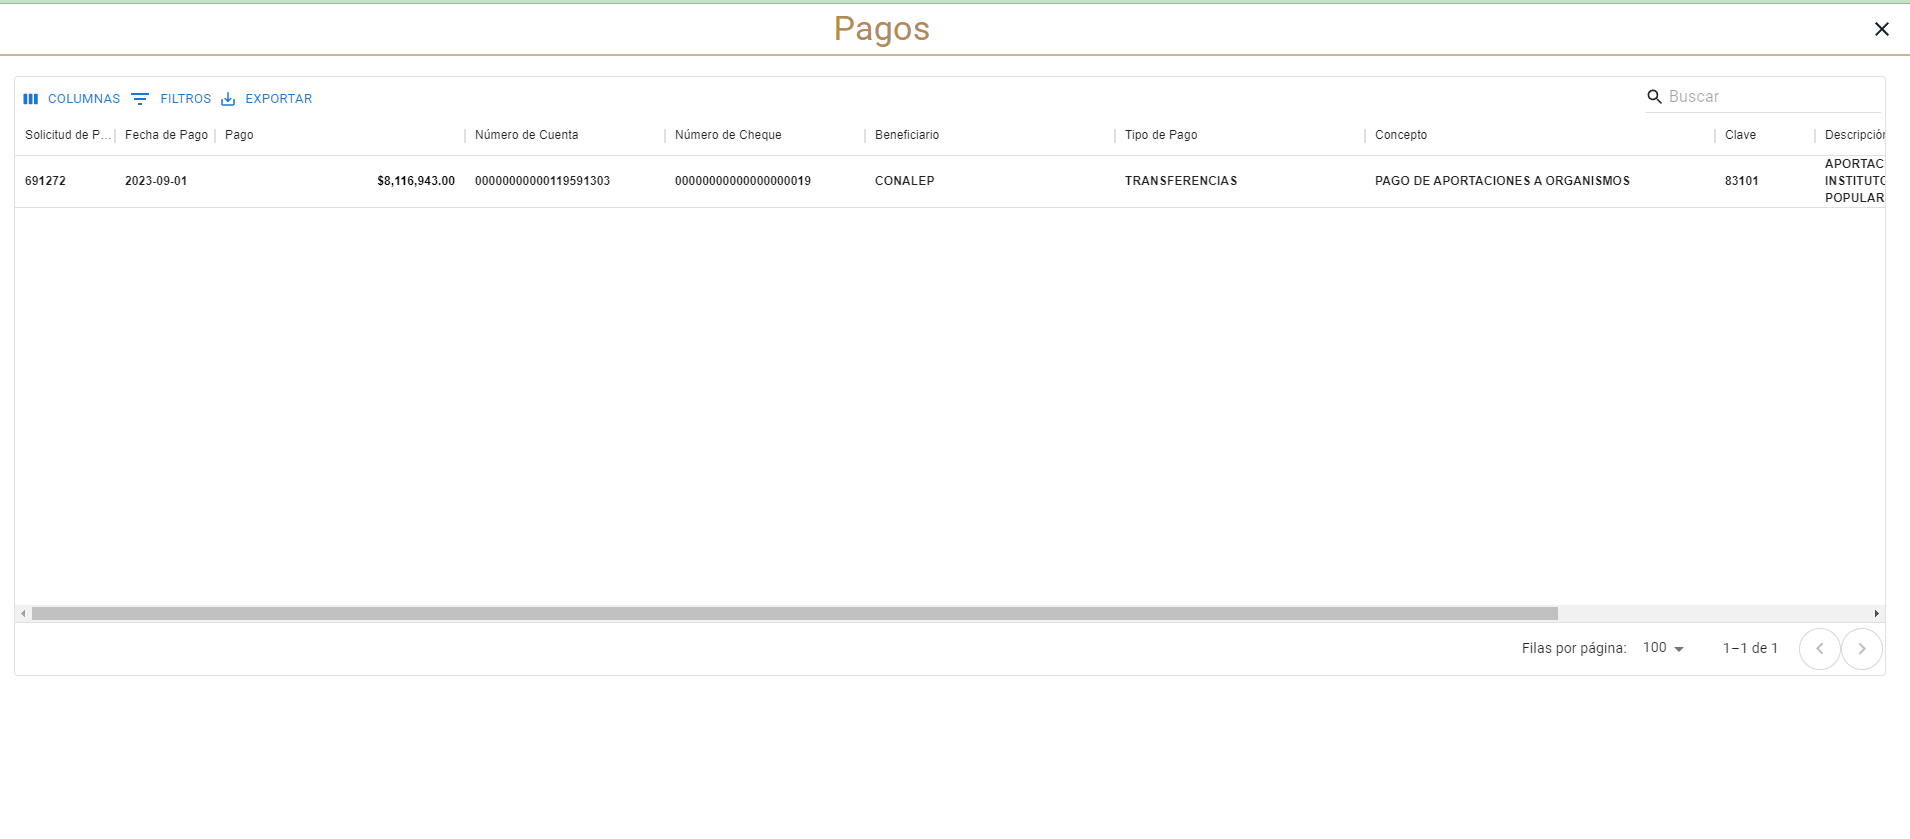 Pagos
COLUMNAS FILTROS EXPORTAR Buscar
Solicitud de P... Fecha de Pago Pago Número de Cuenta Número de Cheque Beneficiario Tipo de Pago Concepto Clave Descripción
691272 2023-09-01 $8,116,943.00 00000000000119591303 00000000000000000019 CONALEP TRANSFERENCIAS PAGO DE APORTACIONES A ORGANISMOS 83101 APORTAC
INSTITUTO
POPULAR
Filas por página: 100 1–1 de 1